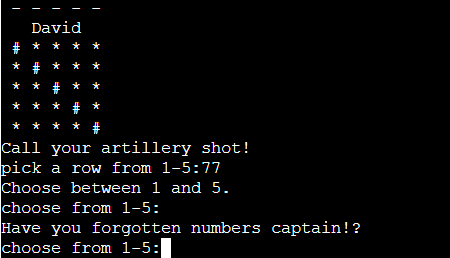 - - - - -
David
# * * * *
* # * * *
* * # * *
* * * # *
* * * * #
Call your artillery shot!
pick a row from 1-5:77
Choose between 1 and 5.
choose from 1-5:
Have you forgotten numbers captain!?
choose from 1-5: